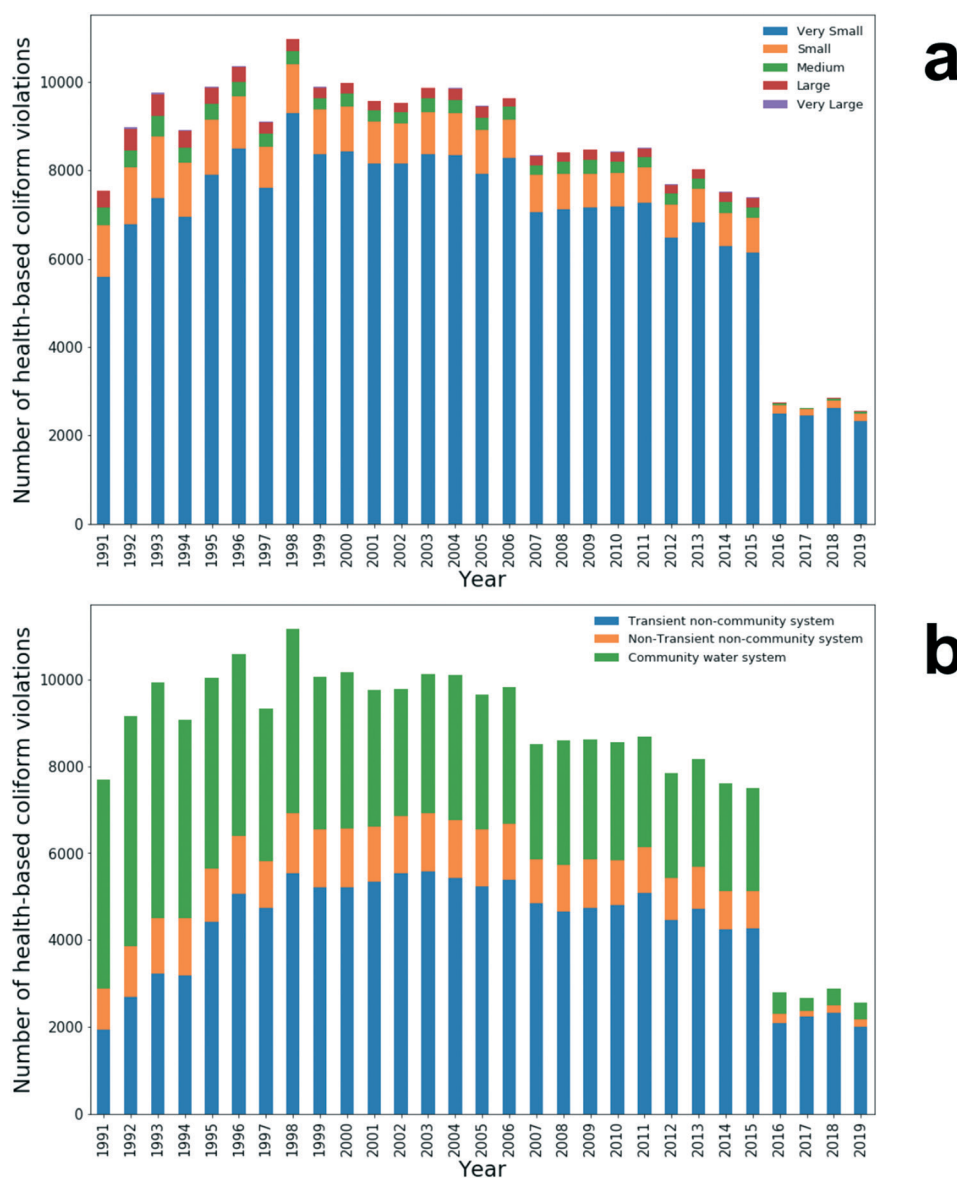 a
Very Small
Small
Medium
Large
Very Large
Number of health-based coliform violations
10000
8000
6000
4000
2000
0
1991 1992 1993 1994 1995 1996 1997 1998 1999 2000 2001 2002 2003 2004 2005 2006 2007 2008 2009 2010 2011 2012 2013 2014 2015 2016 2017 2018 2019
Year
b
Transient non-community system
Non-Transient non-community system
Community water system
Number of health-based coliform violations
10000
8000
6000
4000
2000
0
1991 1992 1993 1994 1995 1996 1997 1998 1999 2000 2001 2002 2003 2004 2005 2006 2007 2008 2009 2010 2011 2012 2013 2014 2015 2016 2017 2018 2019
Year